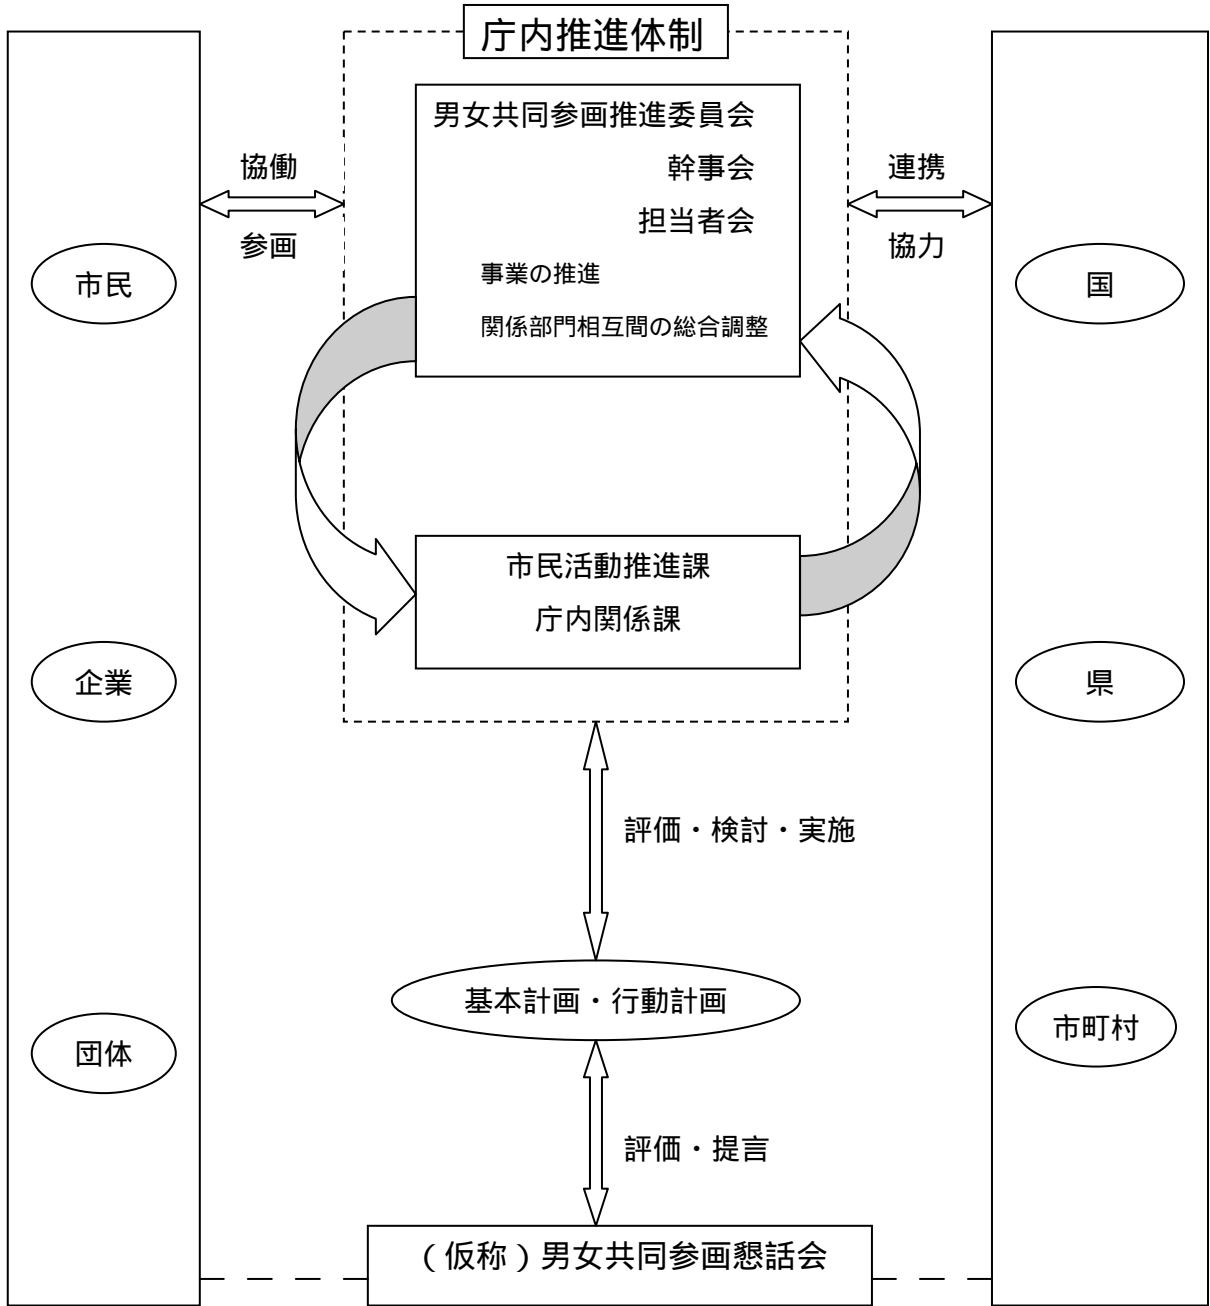 庁内推進体制
男女共同参画推進委員会
幹事会
担当者会
事業の推進
関係部門相互間の総合調整
協働
参画
連携
協力
市民
企業
団体
国
県
市町村
市民活動推進課
庁内関係課
評価・検討・実施
基本計画・行動計画
評価・提言
（仮称）男女共同参画懇話会